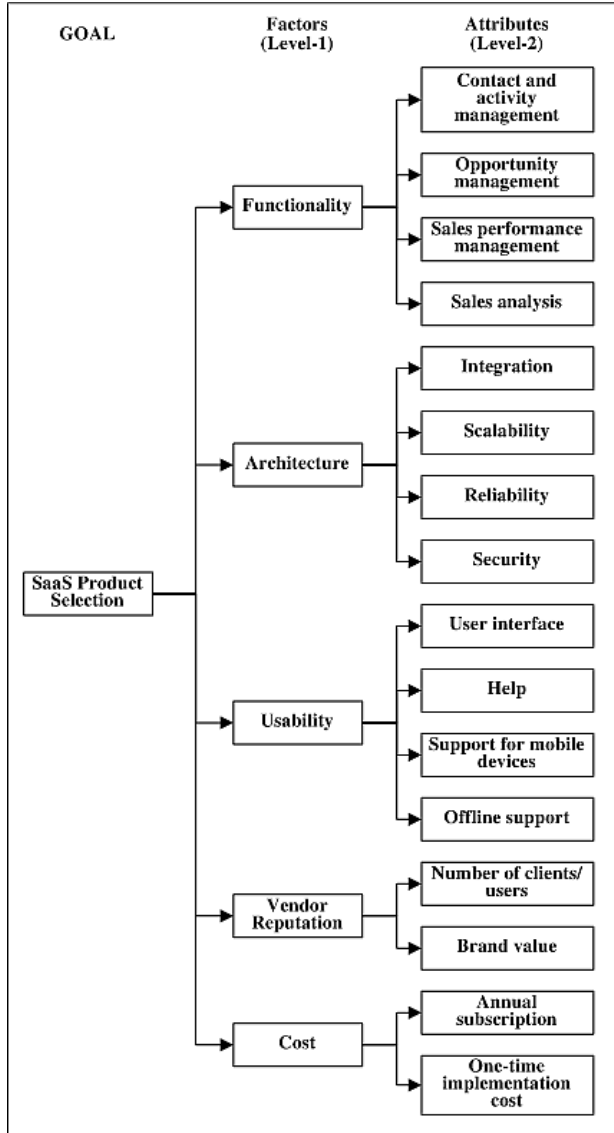 GOAL
Factors
(Level-1)
Attributes
(Level-2)
Contact and
activity
management
Opportunity
management
Functionality
Sales performance
management
Sales analysis
Integration
Scalability
Architecture
Reliability
Security
SaaS Product
Selection
User interface
Help
Usability
Support for mobile
devices
Offline support
Number of clients/
users
Vendor
Reputation
Brand value
Annual
subscription
Cost
One-time
implementation
cost